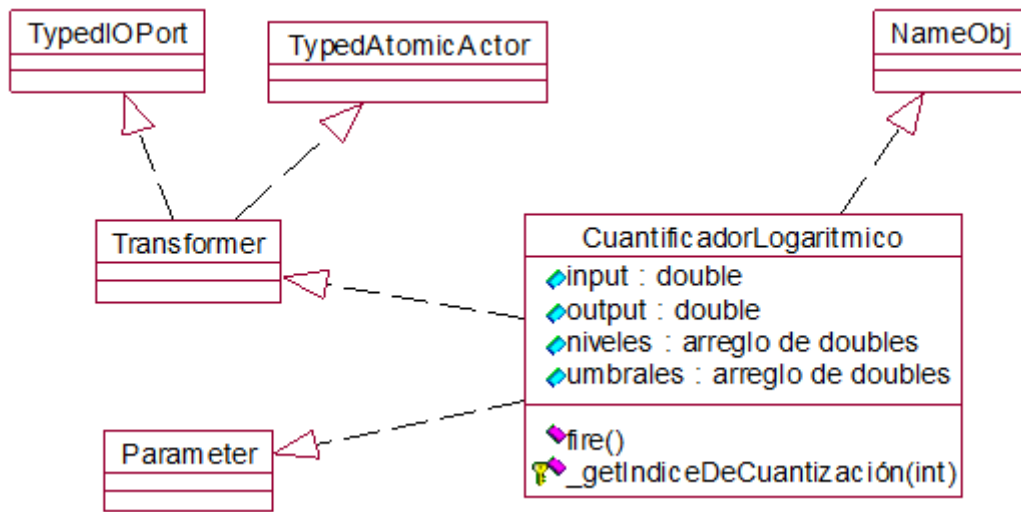 TypedIOPort
TypedAtomicActor
NameObj
Transformer
CuantificadorLogaritmico
input : double
output : double
niveles : arreglo de doubles
umbrales : arreglo de doubles
fire()
_getIndiceDeCuantización(int)
Parameter